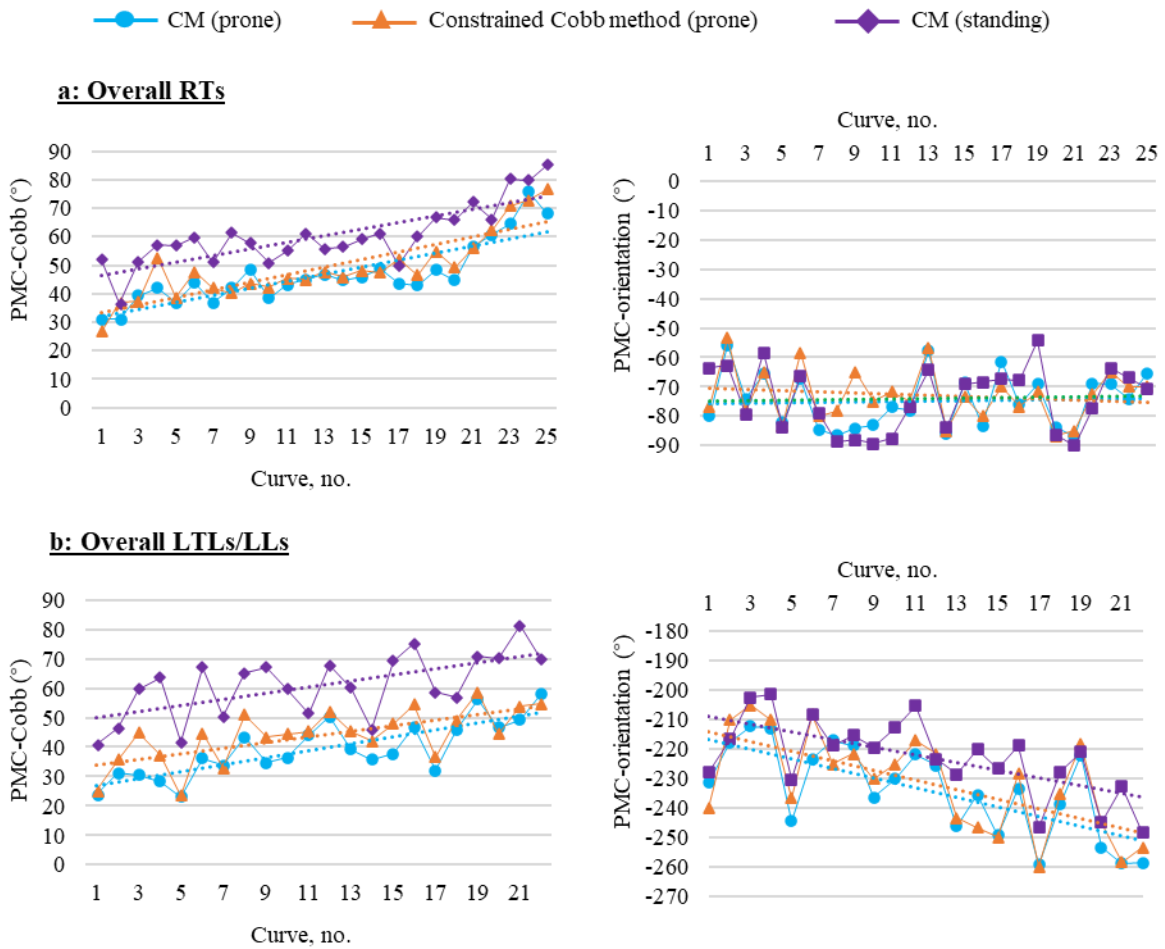 CM (prone) Constrained Cobb method (prone) CM (standing)
a: Overall RTs
PMC-Cobb (°)
90
80
70
60
50
40
30
20
10
0
1 3 5 7 9 11 13 15 17 19 21 23 25
Curve, no.
Curve, no.
1 3 5 7 9 11 13 15 17 19 21 23 25
PMC-orientation (°)
0
-10
-20
-30
-40
-50
-60
-70
-80
-90
b: Overall LTLs/LLs
PMC-Cobb (°)
90
80
70
60
50
40
30
20
10
0
1 3 5 7 9 11 13 15 17 19 21
Curve, no.
Curve, no.
1 3 5 7 9 11 13 15 17 19 21
PMC-orientation (°)
-180
-190
-200
-210
-220
-230
-240
-250
-260
-270